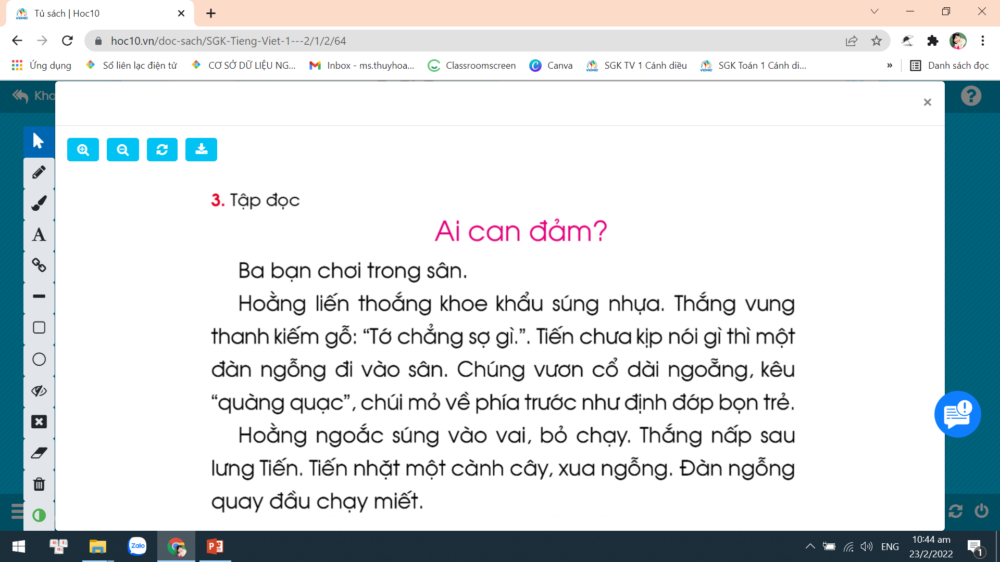 Tủ sách | Hoc10
hoc10.vn/doc-sach/SGK-Tieng-Viet-1---2/1/2/64
Ứng dụng
Sổ liên lạc điện tử
CƠ SỞ DỮ LIỆU NG...
Inbox - ms.thuyhoa...
Classroomscreen
Canva
SGK TV 1 Cánh diều
SGK Toán 1 Cánh di...
»
Danh sách đọc
Kho
3. Tập đọc
Ai can đảm?
Ba bạn chơi trong sân.
Hoằng liến thoắng khoe khẩu súng nhựa. Thắng vung
thanh kiếm gỗ: “Tớ chẳng sợ gì.”. Tiến chưa kịp nói gì thì một
đàn ngỗng đi vào sân. Chúng vươn cổ dài ngoẵng, kêu
“quàng quạc”, chúi mỏ về phía trước như định đớp bọn trẻ.
Hoằng ngoắc súng vào vai, bỏ chạy. Thắng nấp sau
lưng Tiến. Tiến nhặt một cành cây, xua ngỗng. Đàn ngỗng
quay đầu chạy miết.
Zalo
ENG
10:44 am
23/2/2022
1